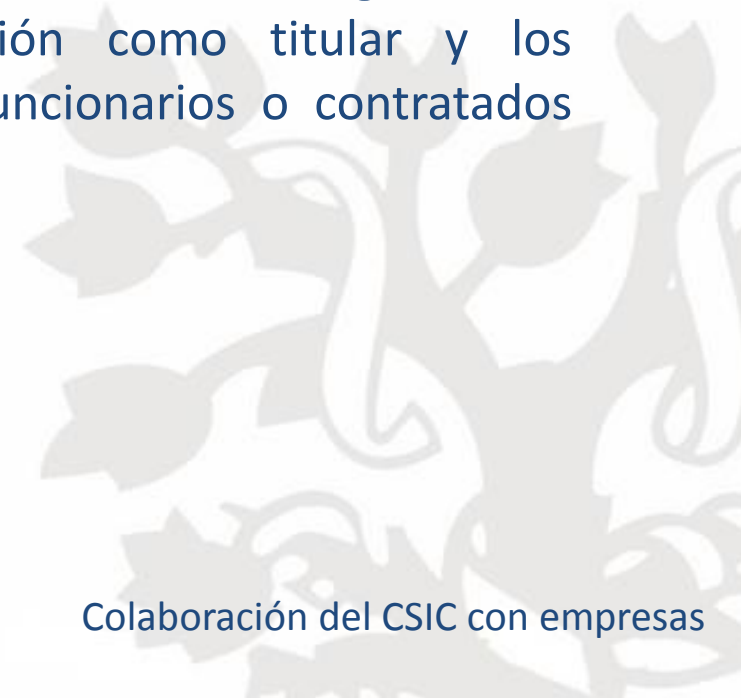 ión como titular y los
uncionarios o contratados
Colaboración del CSIC con empresas